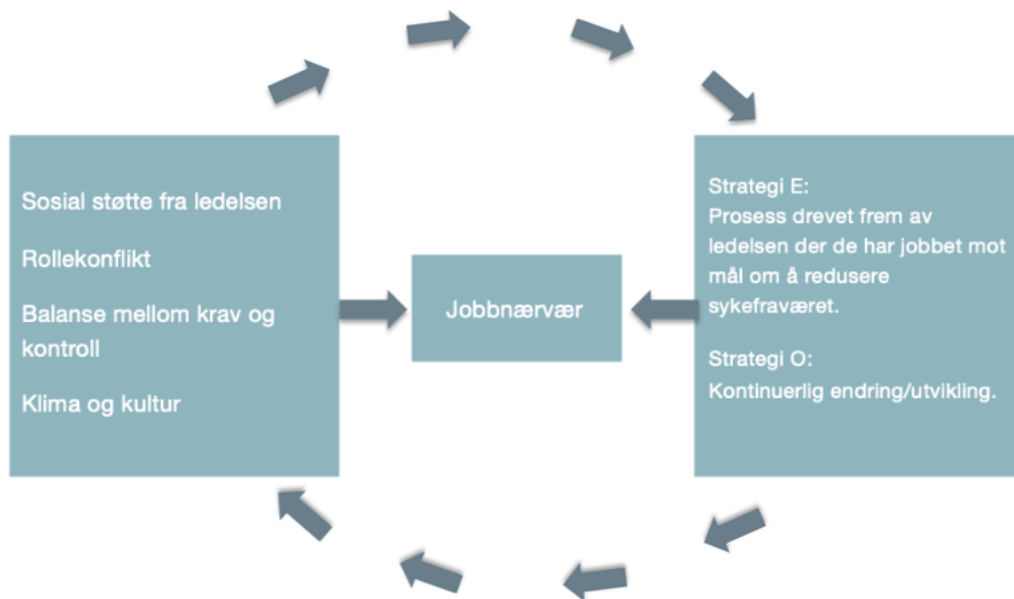 Sosial støtte fra ledelsen
Rollekonflikt
Balanse mellom krav og
kontroll
Klima og kultur
Jobbnærvær
Strategi E:
Prosess drevet frem av
ledelsen der de har jobbet mot
mål om å redusere
sykefraværet.
Strategi O:
Kontinuerlig endring/utvikling.